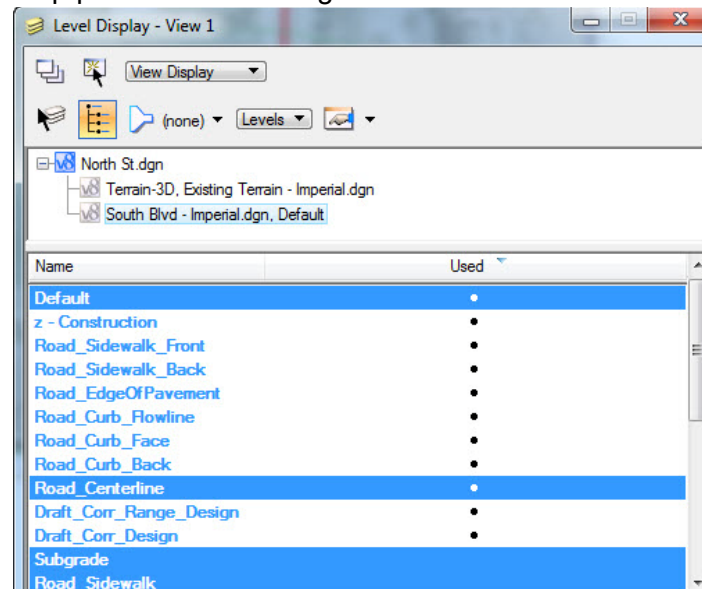 Level Display - View 1
View Display
(none) Levels
North St.dgn
Terrain-3D, Existing Terrain - Imperial.dgn
South Blvd - Imperial.dgn, Default
Name Used
Default
z - Construction
Road_Sidewalk_Front
Road_Sidewalk_Back
Road_EdgeOfPavement
Road_Curb_Flowline
Road_Curb_Face
Road_Curb_Back
Road_Centerline
Draft_Corr_Range_Design
Draft_Corr_Design
Subgrade
Road_Sidewalk